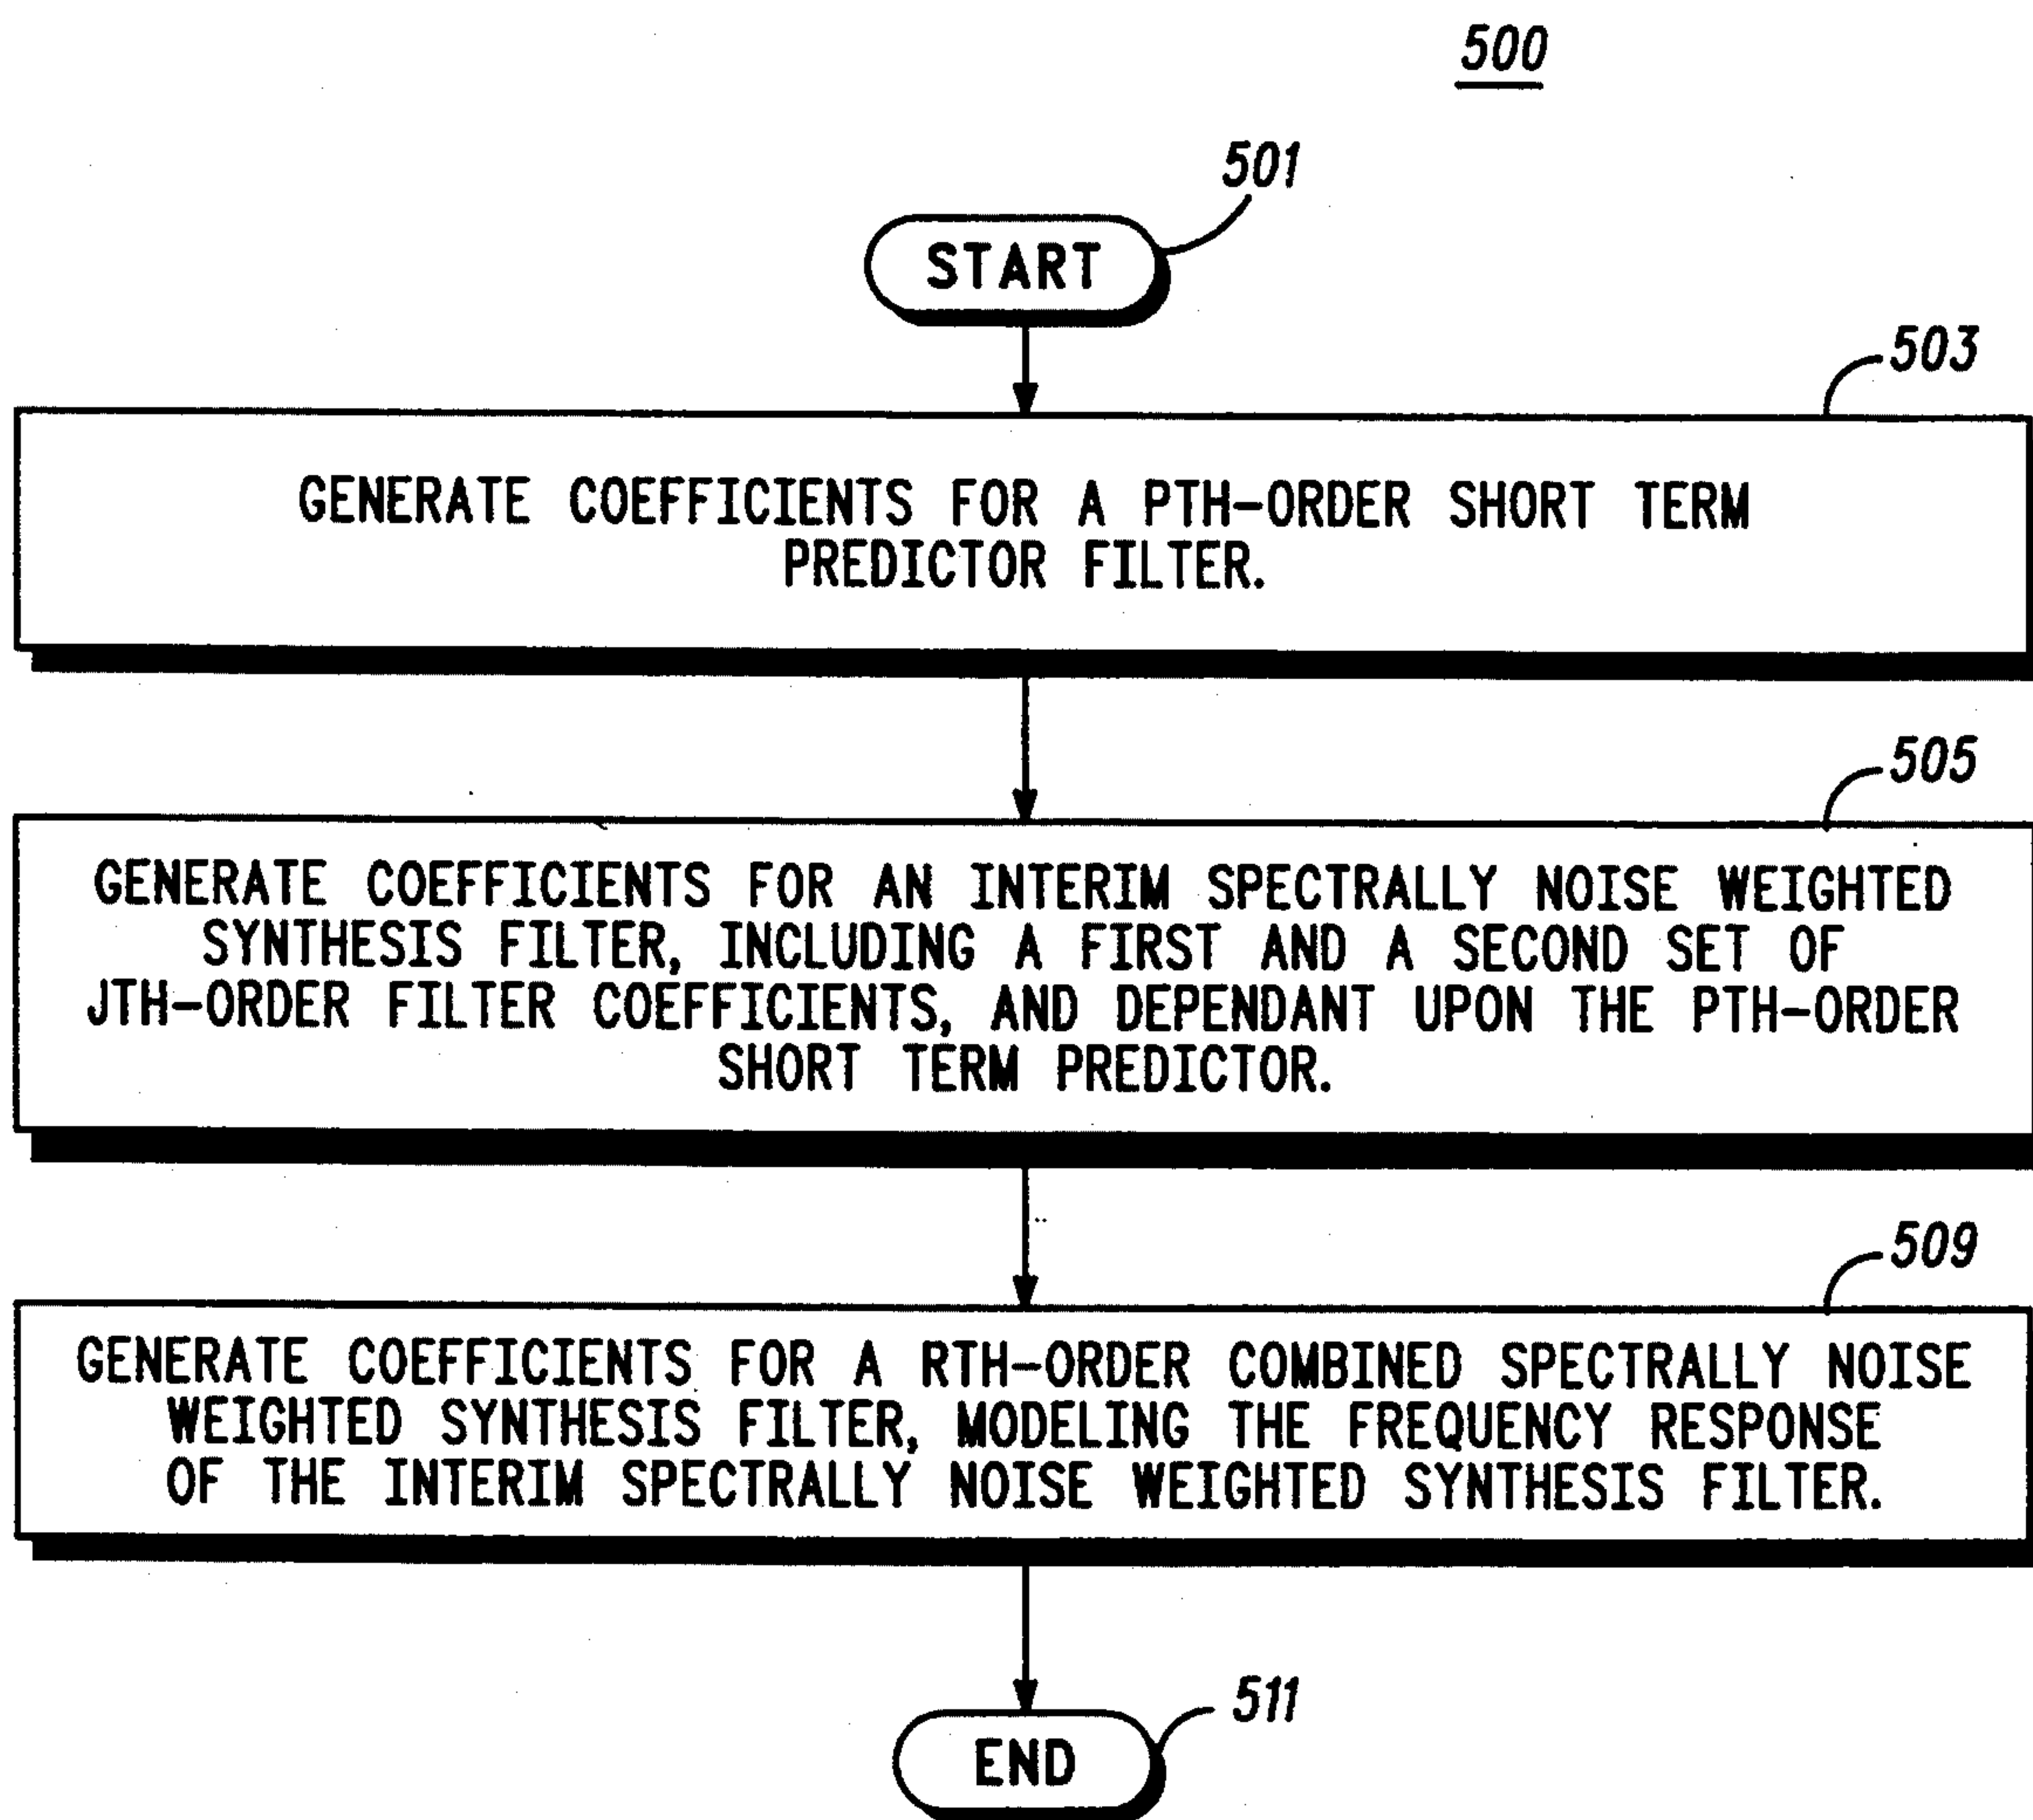 500
501
START
503
GENERATE COEFFICIENTS FOR A PTH-ORDER SHORT TERM
PREDICTOR FILTER.
505
GENERATE COEFFICIENTS FOR AN INTERIM SPECTRALLY NOISE WEIGHTED
SYNTHESIS FILTER, INCLUDING A FIRST AND A SECOND SET OF
JTH-ORDER FILTER COEFFICIENTS, AND DEPENDANT UPON THE PTH-ORDER
SHORT TERM PREDICTOR.
509
GENERATE COEFFICIENTS FOR A RTH-ORDER COMBINED SPECTRALLY NOISE
WEIGHTED SYNTHESIS FILTER, MODELING THE FREQUENCY RESPONSE
OF THE INTERIM SPECTRALLY NOISE WEIGHTED SYNTHESIS FILTER.
511
END